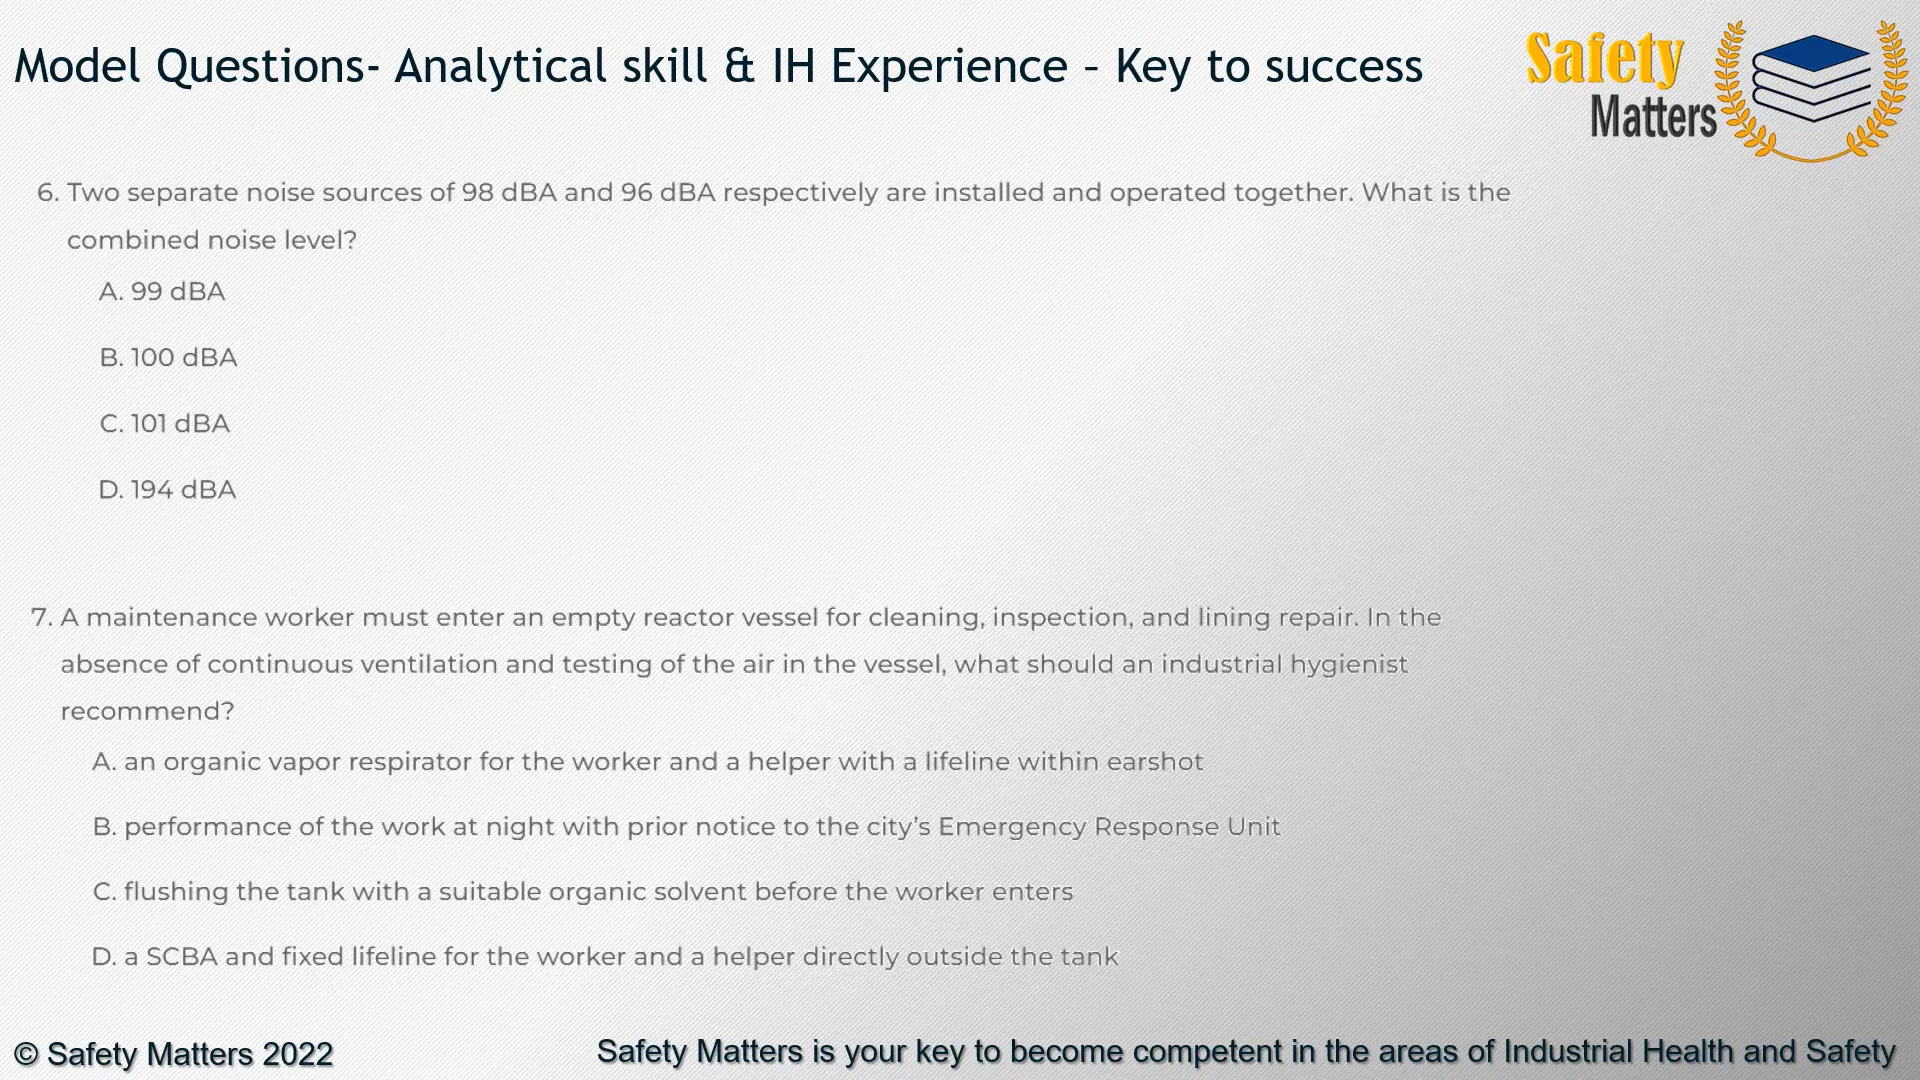 Model Questions- Analytical skill & IH Experience – Key to success
Safety
Matters
6. Two separate noise sources of 98 dBA and 96 dBA respectively are installed and operated together. What is the
combined noise level?
A. 99 dBA
B. 100 dBA
C. 101 dBA
D. 194 dBA
7. A maintenance worker must enter an empty reactor vessel for cleaning, inspection, and lining repair. In the
absence of continuous ventilation and testing of the air in the vessel, what should an industrial hygienist
recommend?
A. an organic vapor respirator for the worker and a helper with a lifeline within earshot
B. performance of the work at night with prior notice to the city’s Emergency Response Unit
C. flushing the tank with a suitable organic solvent before the worker enters
D. a SCBA and fixed lifeline for the worker and a helper directly outside the tank
© Safety Matters 2022
Safety Matters is your key to become competent in the areas of Industrial Health and Safety